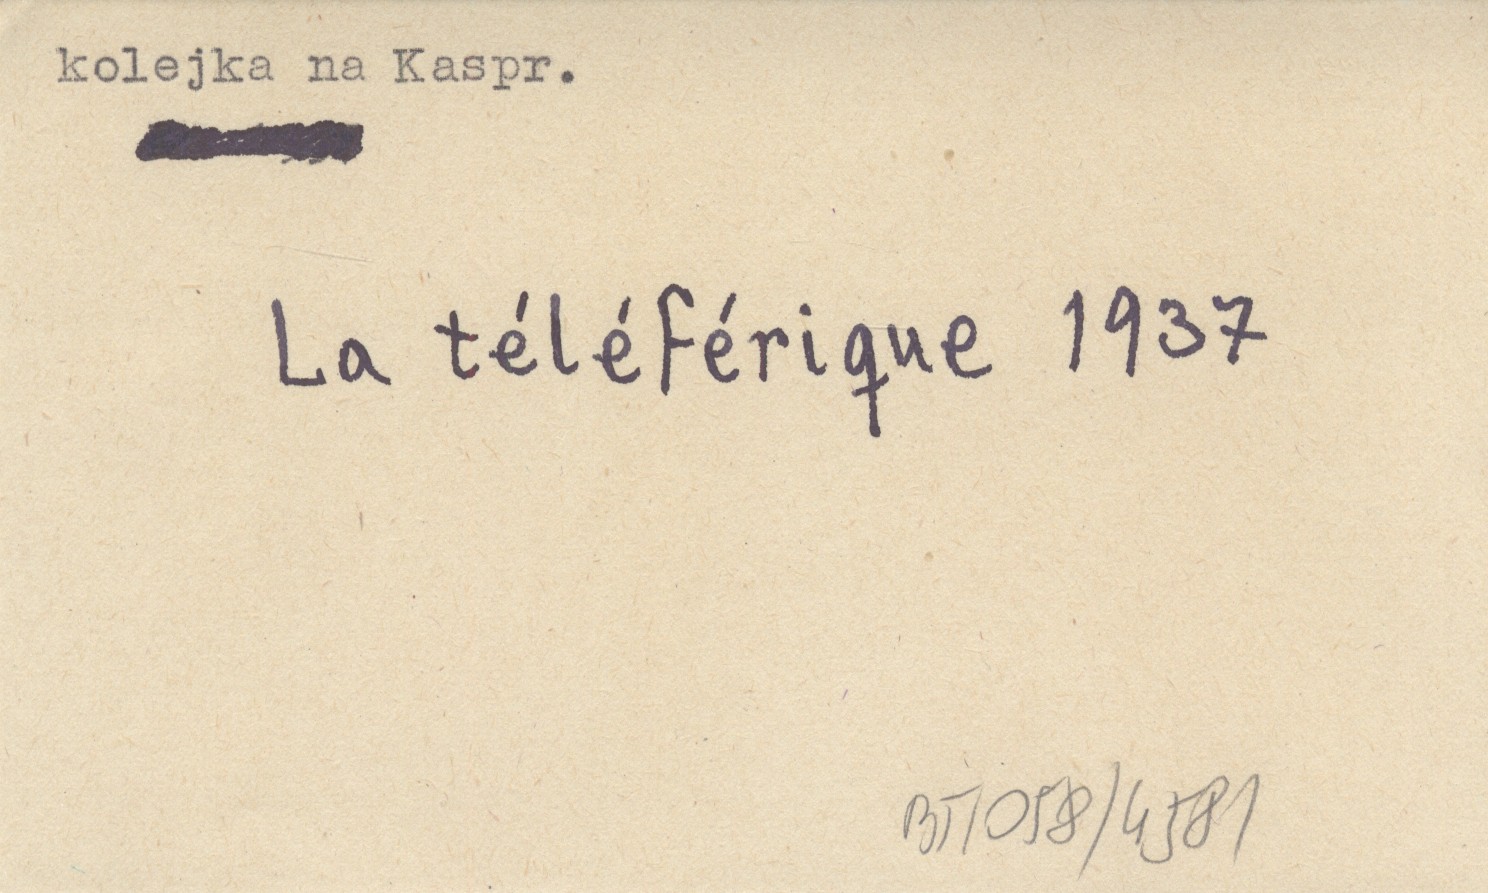 kolejka na Kaspr.
La téléférique 1937
BT/058/4581